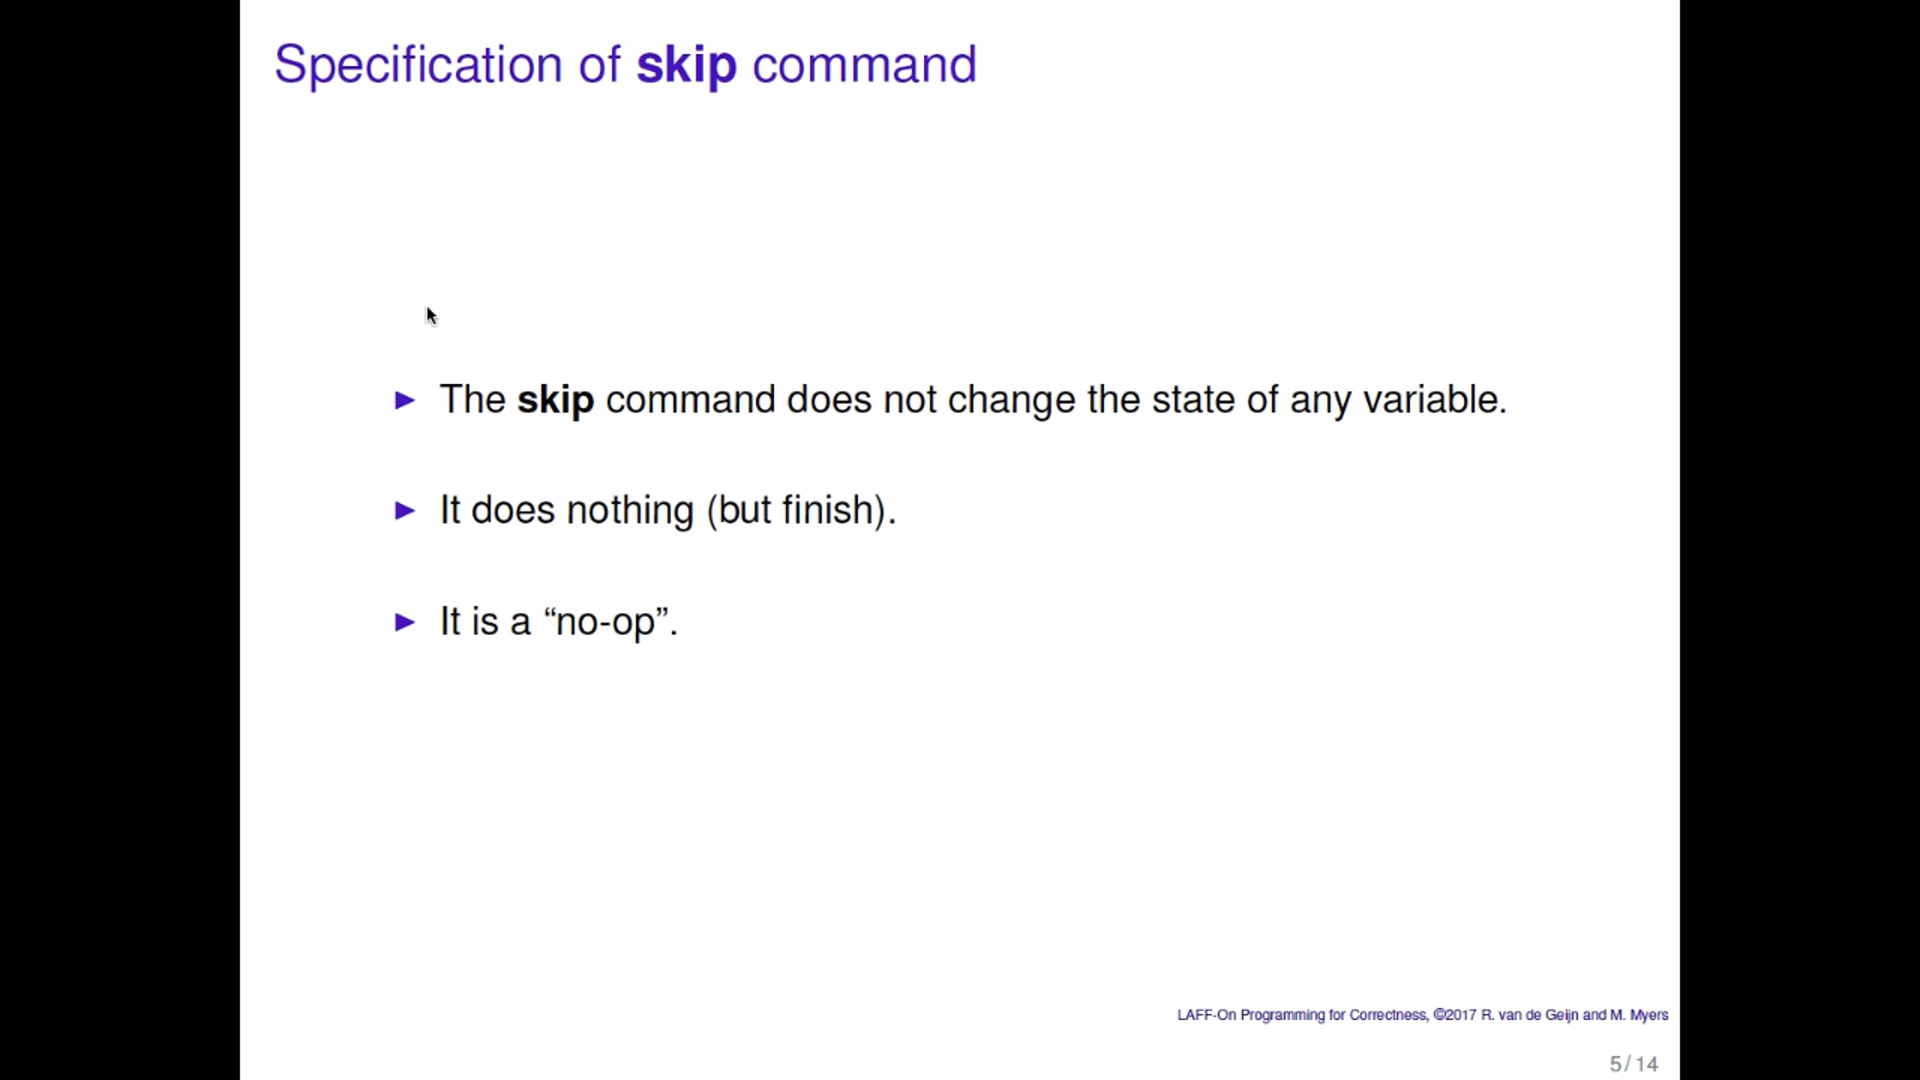 Specification of skip command
The skip command does not change the state of any variable.
It does nothing (but finish).
It is a “no-op”.
LAFF-On Programming for Correctness, ©2017 R. van de Geijn and M. Myers
5 / 14